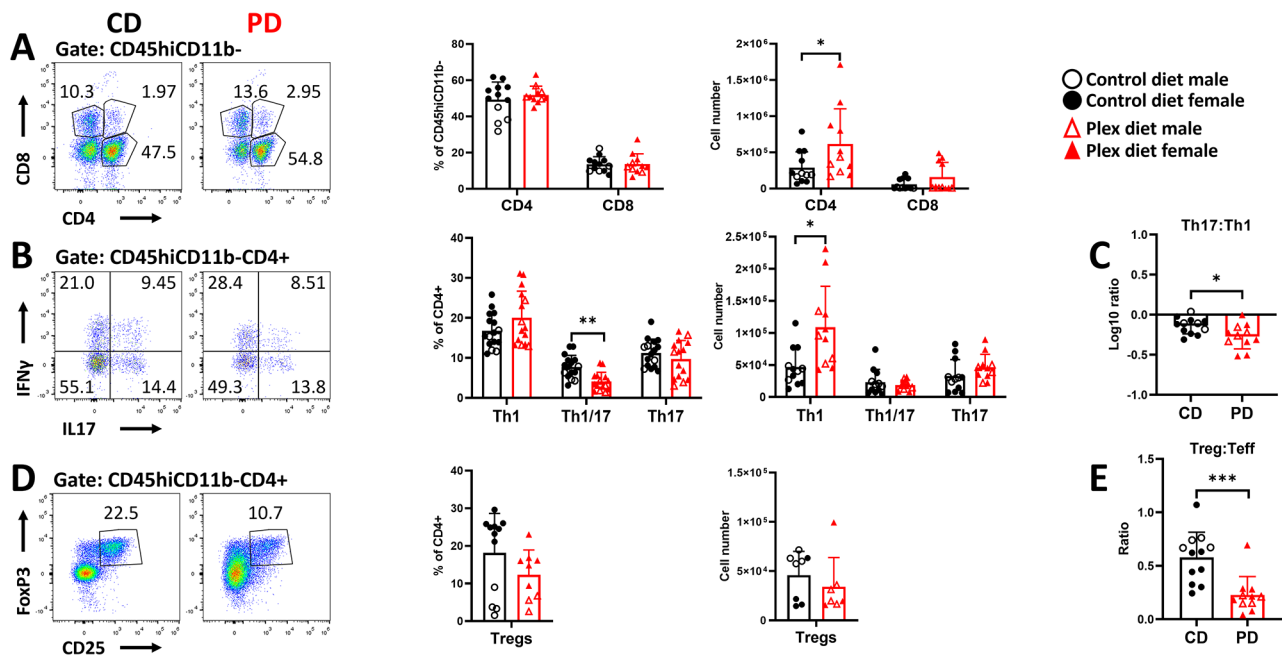 CD PD
A Gate: CD45hiCD11b-
10.3 1.97 13.6 2.95
47.5 54.8
CD8
CD4
% of CD45hiCD11b-
80
60
40
20
0
CD4 CD8
Cell number
2×10⁶
2×10⁶
1×10⁶
5×10⁵
0
*
CD4 CD8
Control diet male
Control diet female
Plex diet male
Plex diet female
B Gate: CD45hiCD11b-CD4+
21.0 9.45 28.4 8.51
55.1 14.4 49.3 13.8
IFNγ
IL17
% of CD4+
40
30
20
10
0
**
Th1 Th1/17 Th17
Cell number
2.5×10⁵
2.0×10⁵
1.5×10⁵
1.0×10⁵
5.0×10⁴
0
*
Th1 Th1/17 Th17
C Th17:Th1
Log10 ratio
1.0
0.5
0.0
-0.5
-1.0
*
CD PD
D Gate: CD45hiCD11b-CD4+
22.5 10.7
FoxP3
CD25
% of CD4+
40
30
20
10
0
Tregs
Cell number
1.5×10⁵
1.0×10⁵
5.0×10⁴
0
Tregs
E Treg:Teff
Ratio
1.5
1.0
0.5
0.0
***
CD PD